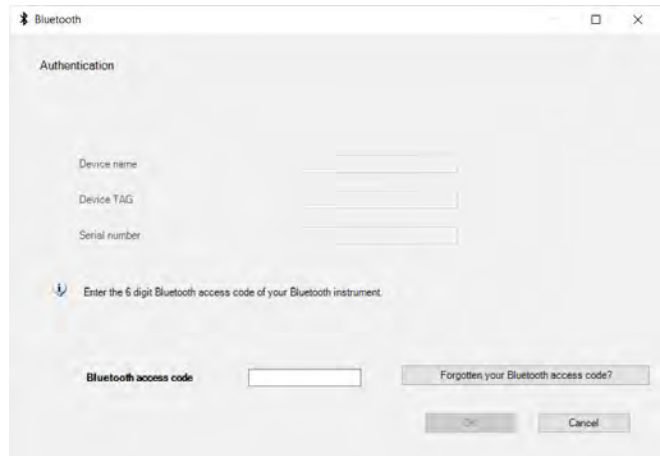 Bluetooth
Authentication
Device name
Device TAG
Serial number
Enter the 6 digit Bluetooth access code of your Bluetooth instrument.
Bluetooth access code
Forgotten your Bluetooth access code?
OK
Cancel